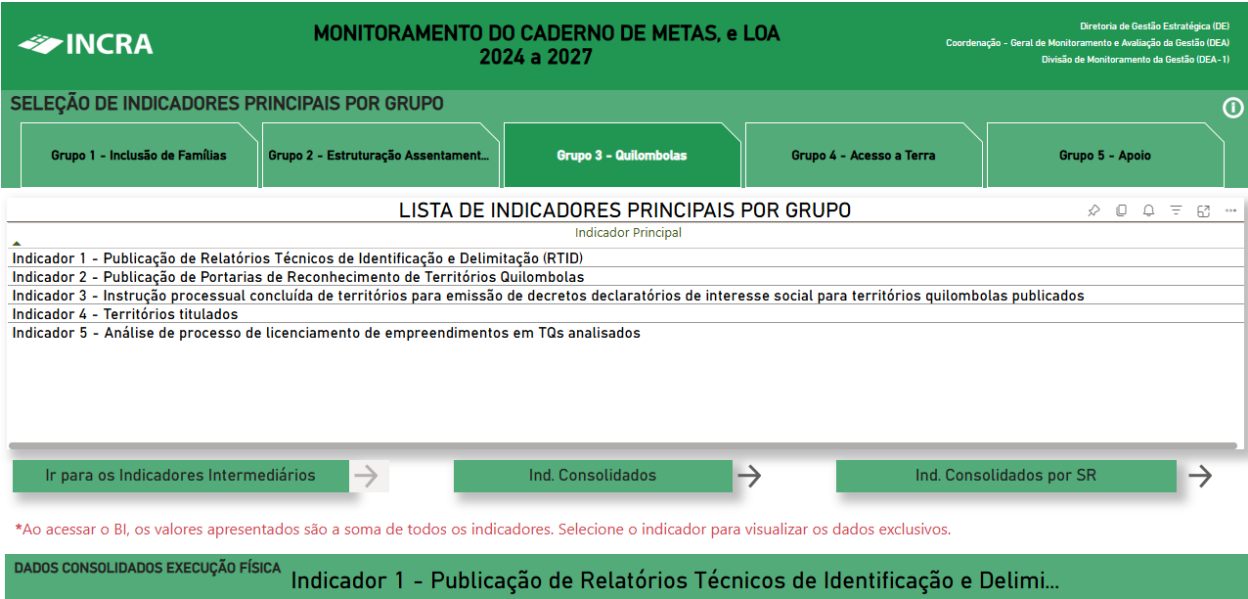 INCRA
MONITORAMENTO DO CADERNO DE METAS, e LOA
2024 a 2027
Diretoria de Gestão Estratégica (DE)
Coordenação - Geral de Monitoramento e Avaliação da Gestão (DEA)
Divisão de Monitoramento da Gestão (DEA-1)
SELEÇÃO DE INDICADORES PRINCIPAIS POR GRUPO
Grupo 1 - Inclusão de Famílias
Grupo 2 - Estruturação Assentament...
Grupo 3 - Quilombolas
Grupo 4 - Acesso a Terra
Grupo 5 - Apoio
LISTA DE INDICADORES PRINCIPAIS POR GRUPO
Indicador Principal
Indicador 1 - Publicação de Relatórios Técnicos de Identificação e Delimitação (RTID)
Indicador 2 - Publicação de Portarias de Reconhecimento de Territórios Quilombolas
Indicador 3 - Instrução processual concluída de territórios para emissão de decretos declaratórios de interesse social para territórios quilombolas publicados
Indicador 4 - Territórios titulados
Indicador 5 - Análise de processo de licenciamento de empreendimentos em TQs analisados
Ir para os Indicadores Intermediários
Ind. Consolidados
Ind. Consolidados por SR
*Ao acessar o BI, os valores apresentados são a soma de todos os indicadores. Selecione o indicador para visualizar os dados exclusivos.
DADOS CONSOLIDADOS EXECUÇÃO FÍSICA
Indicador 1 - Publicação de Relatórios Técnicos de Identificação e Delimi...